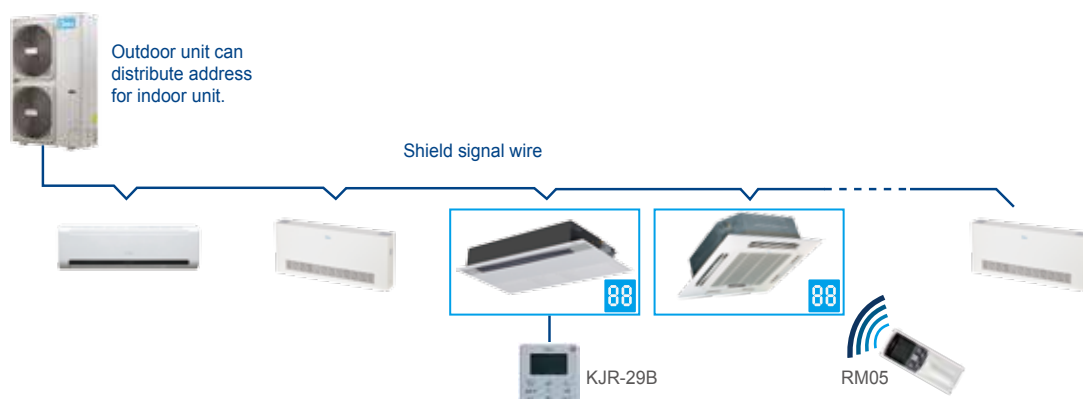 Outdoor unit can
distribute address
for indoor unit.
Shield signal wire
88
88
KJR-29B
RM05